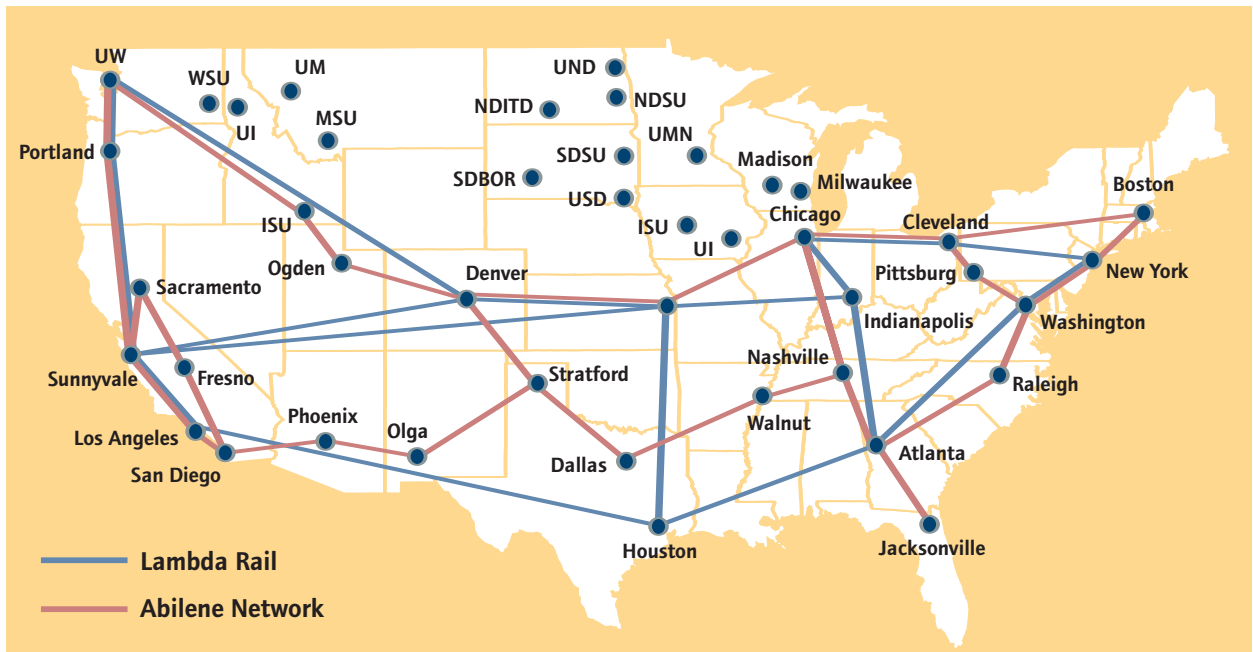 UW
WSU
UM
UND
NDITD
NDSU
UI
MSU
UMN
Portland
SDSU
Madison
SDBOR
Milwaukee
Boston
USD
Chicago
Cleveland
ISU
ISU
UI
Ogden
Denver
Pittsburg
New York
Sacramento
Indianapolis
Washington
Nashville
Sunnyvale
Fresno
Stratford
Raleigh
Phoenix
Walnut
Los Angeles
Olga
Dallas
Atlanta
San Diego
Houston
Jacksonville
Lambda Rail
Abilene Network